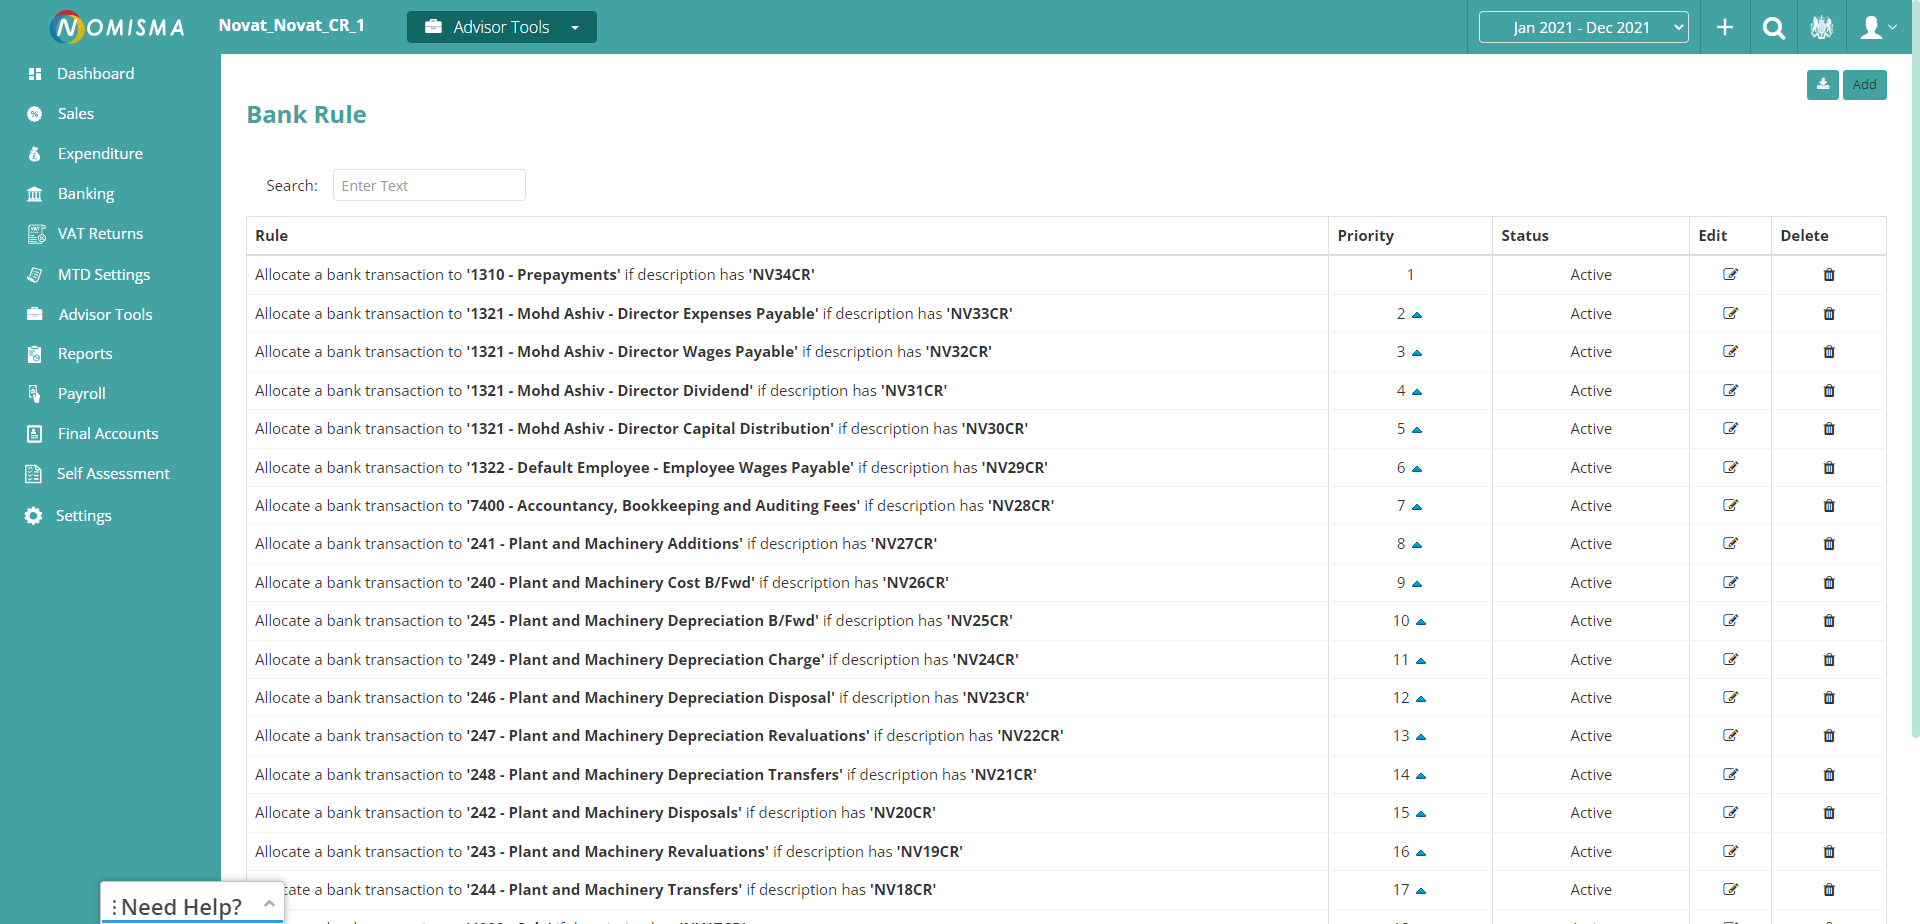 NOMISMA
Novat_Novat_CR_1
Advisor Tools
Jan 2021 - Dec 2021
Dashboard
Sales
Expenditure
Banking
VAT Returns
MTD Settings
Advisor Tools
Reports
Payroll
Final Accounts
Self Assessment
Settings
Add
Bank Rule
Search: Enter Text
Rule Priority Status Edit Delete
Allocate a bank transaction to '1310 - Prepayments' if description has 'NV34CR' 1 Active
Allocate a bank transaction to '1321 - Mohd Ashiv - Director Expenses Payable' if description has 'NV33CR' 2 Active
Allocate a bank transaction to '1321 - Mohd Ashiv - Director Wages Payable' if description has 'NV32CR' 3 Active
Allocate a bank transaction to '1321 - Mohd Ashiv - Director Dividend' if description has 'NV31CR' 4 Active
Allocate a bank transaction to '1321 - Mohd Ashiv - Director Capital Distribution' if description has 'NV30CR' 5 Active
Allocate a bank transaction to '1322 - Default Employee - Employee Wages Payable' if description has 'NV29CR' 6 Active
Allocate a bank transaction to '7400 - Accountancy, Bookkeeping and Auditing Fees' if description has 'NV28CR' 7 Active
Allocate a bank transaction to '241 - Plant and Machinery Additions' if description has 'NV27CR' 8 Active
Allocate a bank transaction to '240 - Plant and Machinery Cost B/Fwd' if description has 'NV26CR' 9 Active
Allocate a bank transaction to '245 - Plant and Machinery Depreciation B/Fwd' if description has 'NV25CR' 10 Active
Allocate a bank transaction to '249 - Plant and Machinery Depreciation Charge' if description has 'NV24CR' 11 Active
Allocate a bank transaction to '246 - Plant and Machinery Depreciation Disposal' if description has 'NV23CR' 12 Active
Allocate a bank transaction to '247 - Plant and Machinery Depreciation Revaluations' if description has 'NV22CR' 13 Active
Allocate a bank transaction to '248 - Plant and Machinery Depreciation Transfers' if description has 'NV21CR' 14 Active
Allocate a bank transaction to '242 - Plant and Machinery Disposals' if description has 'NV20CR' 15 Active
Allocate a bank transaction to '243 - Plant and Machinery Revaluations' if description has 'NV19CR' 16 Active
cate a bank transaction to '244 - Plant and Machinery Transfers' if description has 'NV18CR' 17 Active
Need Help?